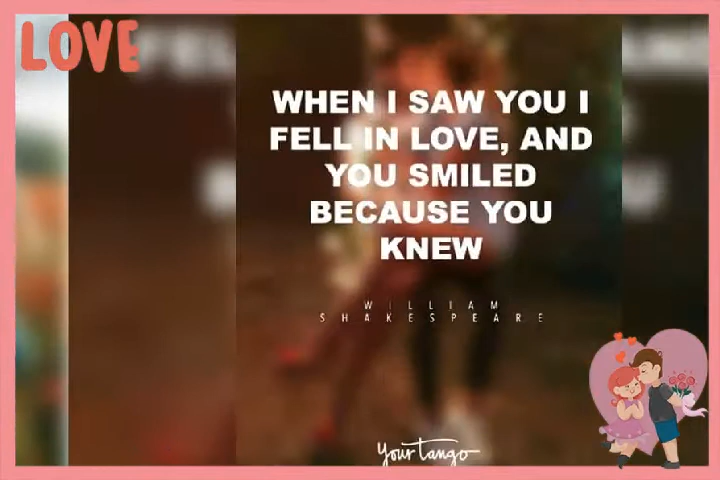 LOVE
WHEN I SAW YOU I
FELL IN LOVE, AND
YOU SMILED
BECAUSE YOU
KNEW
WILLIAM
SHAKESPEARE
Yourtango